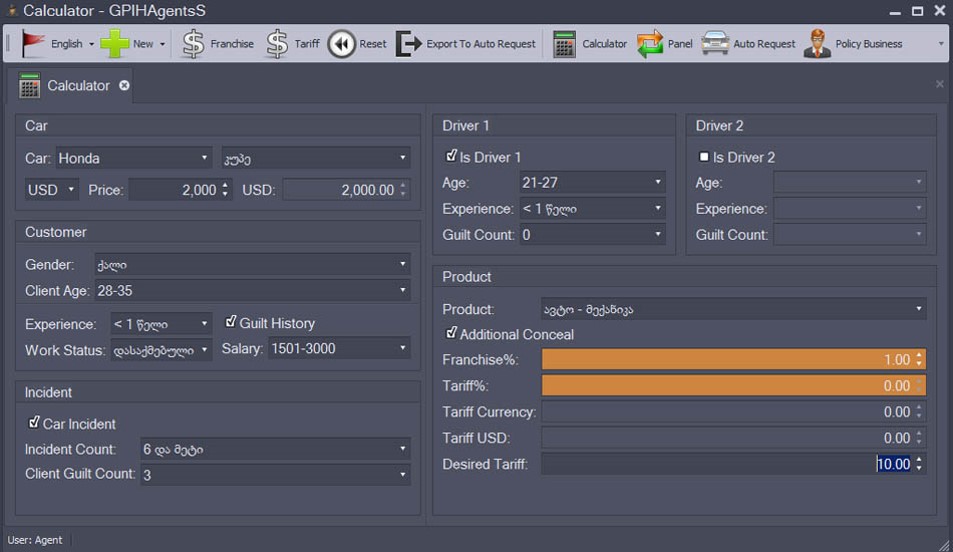 Calculator - GPIHAgentsS
English New Franchise Tariff Reset Export To Auto Request Calculator Panel Auto Request Policy Business
Calculator
Car
Car: Honda კუპე
USD Price: 2,000 USD: 2,000.00
Customer
Gender: ქალი
Client Age: 28-35
Experience: < 1 წელი Guilt History
Work Status: დასაქმებული Salary: 1501-3000
Incident
Car Incident
Incident Count: 6 და მეტი
Client Guilt Count: 3
Driver 1
Is Driver 1
Age: 21-27
Experience: < 1 წელი
Guilt Count: 0
Driver 2
Is Driver 2
Age:
Experience:
Guilt Count:
Product
Product: ავტო - მექანიკა
Additional Conceal
Franchise%: 1.00
Tariff%: 0.00
Tariff Currency: 0.00
Tariff USD: 0.00
Desired Tariff: 10.00
User: Agent